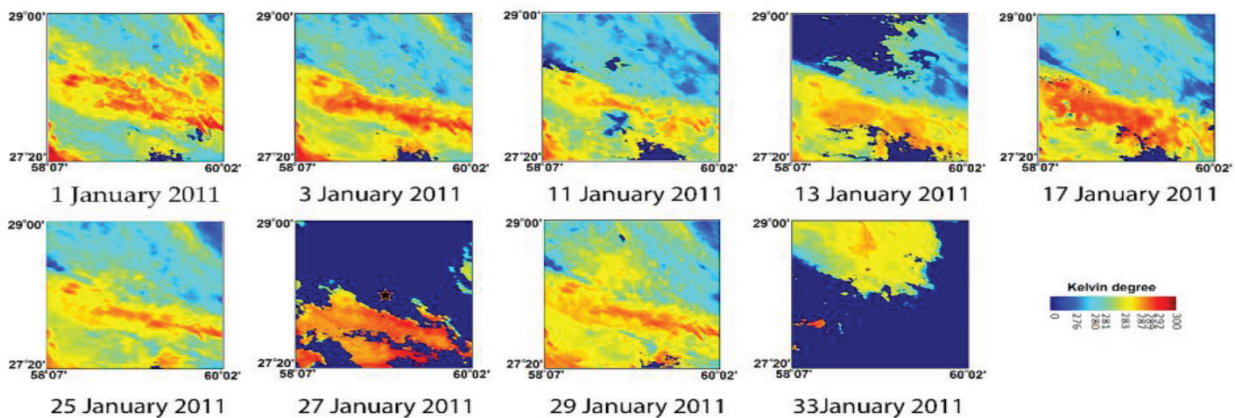 29°00' 29°00' 29°00' 29°00' 29°00'
27°20' 27°20' 27°20' 27°20' 27°20'
58°07' 60°02' 58°07' 60°02' 58°07' 60°02' 58°07' 60°02' 58°07' 60°02'
1 January 2011 3 January 2011 11 January 2011 13 January 2011 17 January 2011
29°00' 29°00' 29°00' 29°00'
Kelvin degree
0 276 280 281 283 287 292 300
27°20' 27°20' 27°20' 27°20'
58°07' 60°02' 58°07' 60°02' 58°07' 60°02' 58°07' 60°02'
25 January 2011 27 January 2011 29 January 2011 33January 2011